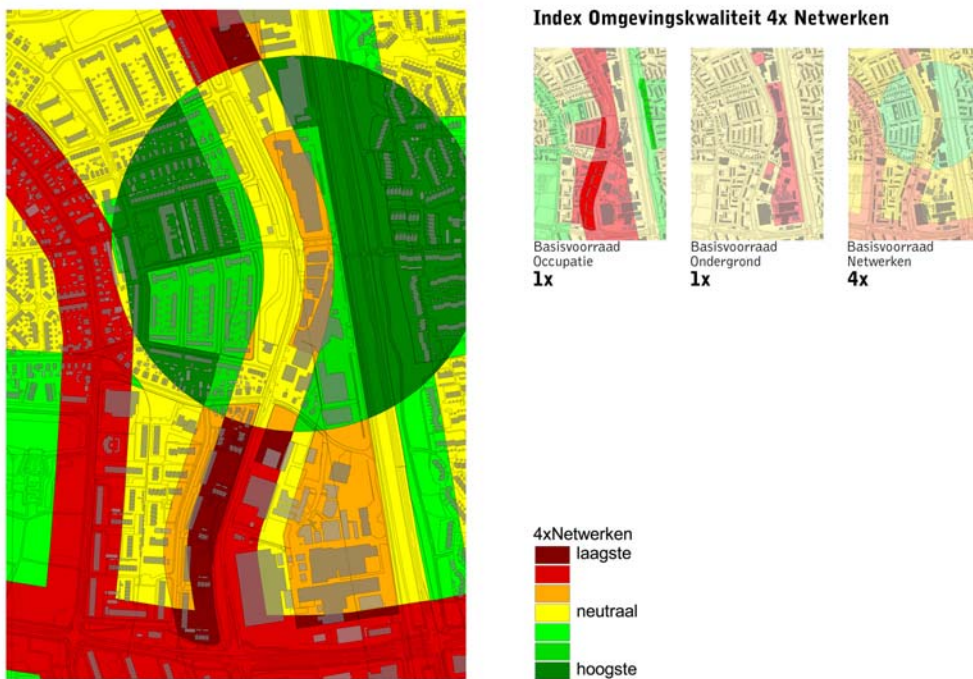 Index Omgevingskwaliteit 4x Netwerken
Basisvoorraad
Occupatie
1x
Basisvoorraad
Ondergrond
1x
Basisvoorraad
Netwerken
4x
4xNetwerken
laagste
neutraal
hoogste